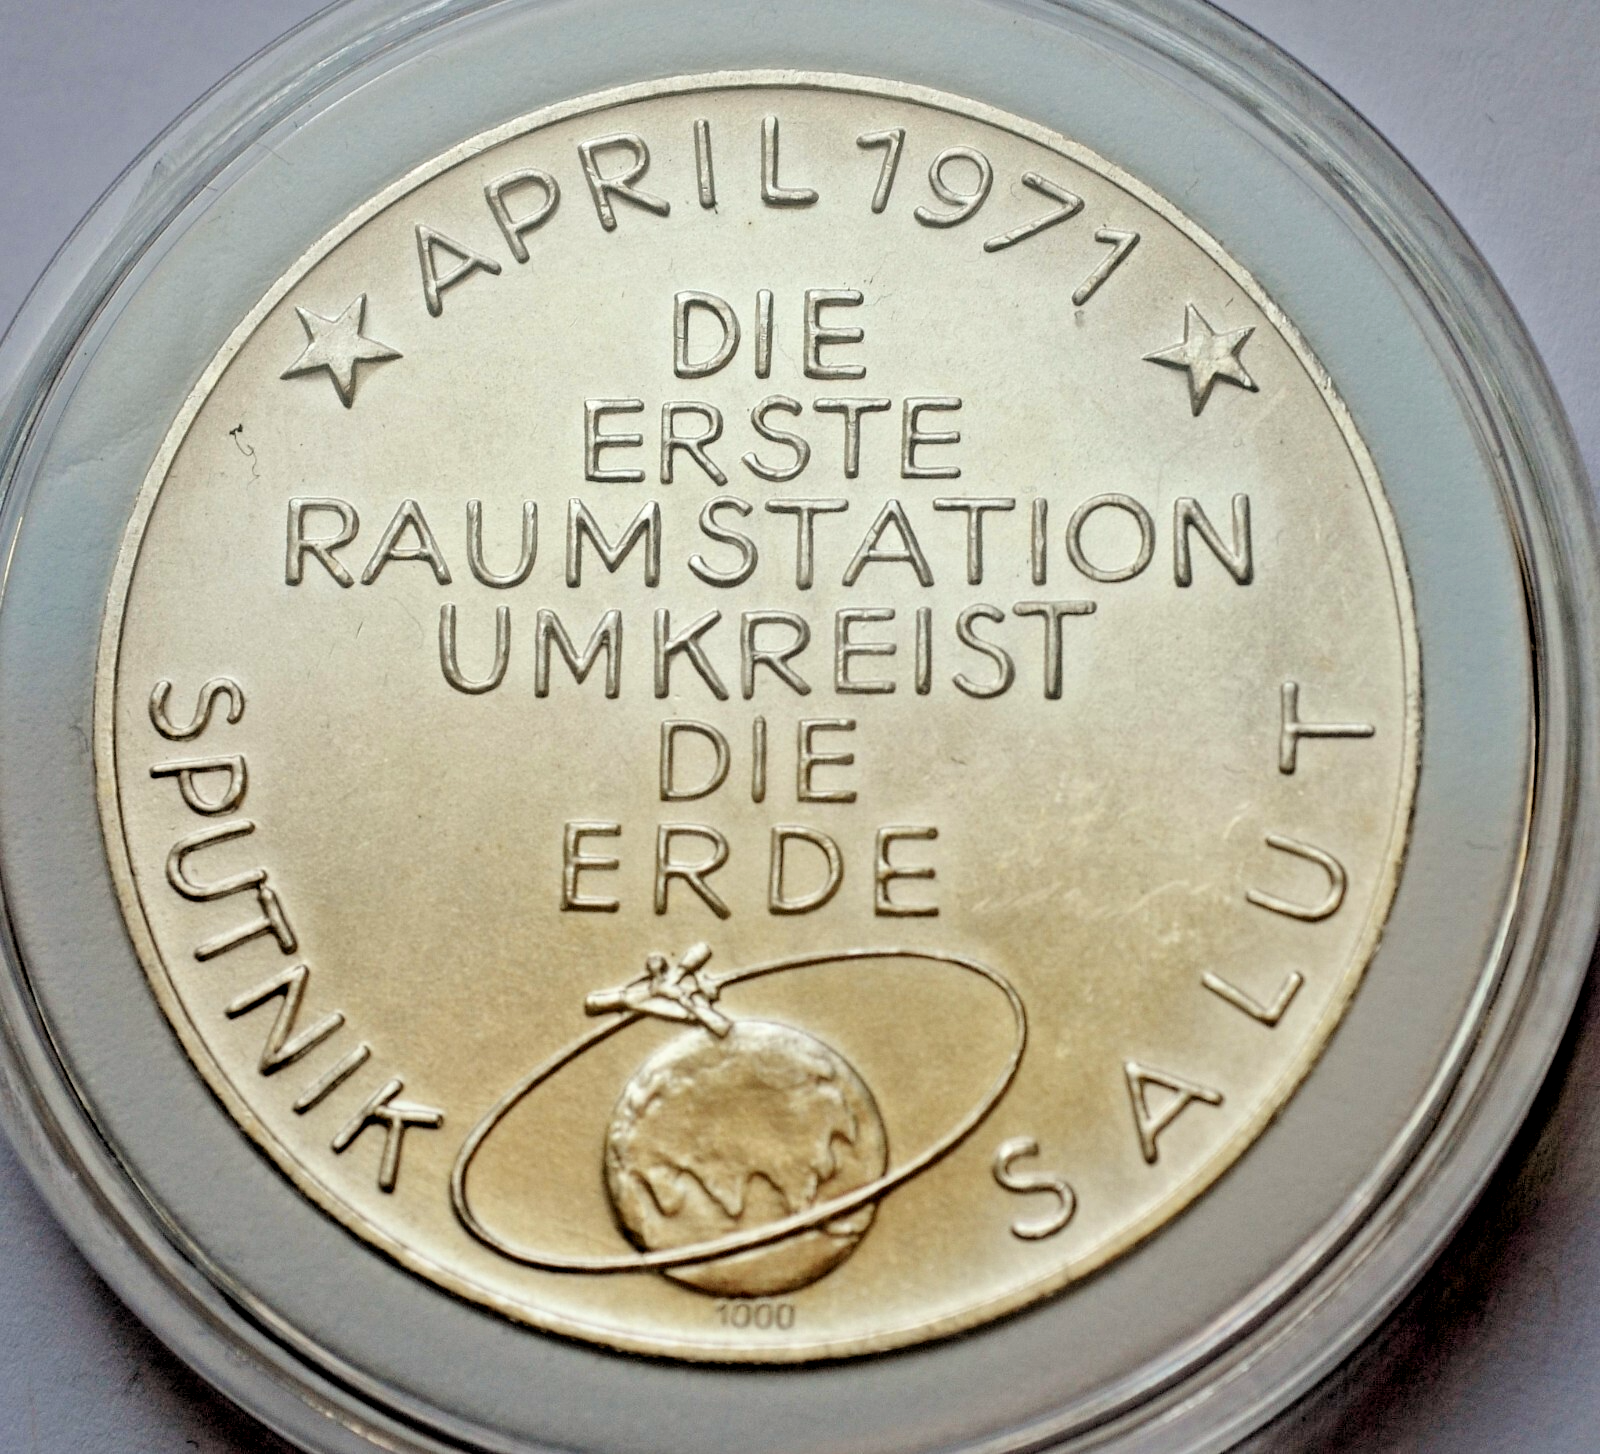 APRIL 1971
DIE
ERSTE
RAUMSTATION
UMKREIST
DIE
ERDE
SPUTNIK
SALUT
1000